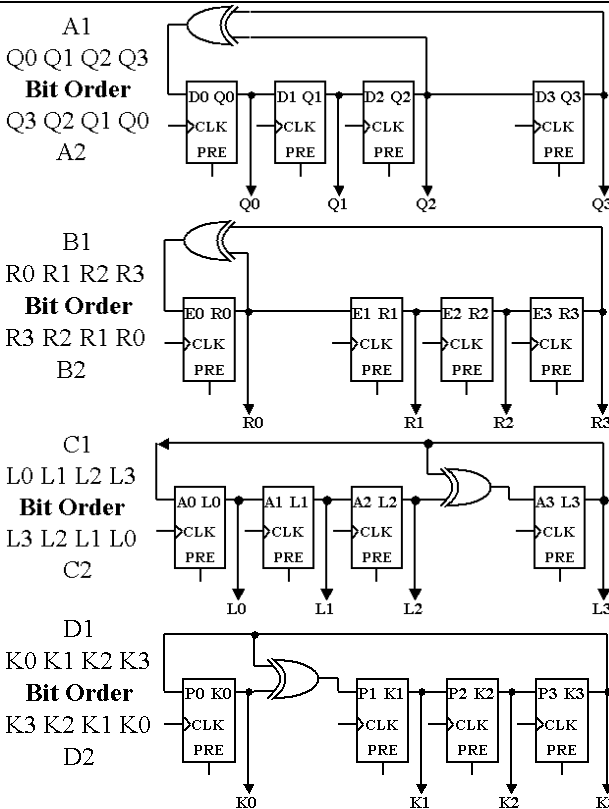 A1
Q0 Q1 Q2 Q3
Bit Order
Q3 Q2 Q1 Q0
A2
D0 Q0 D1 Q1 D2 Q2 D3 Q3
CLK CLK CLK CLK
PRE PRE PRE PRE
Q0 Q1 Q2 Q3
B1
R0 R1 R2 R3
Bit Order
R3 R2 R1 R0
B2
E0 R0 E1 R1 E2 R2 E3 R3
CLK CLK CLK CLK
PRE PRE PRE PRE
R0 R1 R2 R3
C1
L0 L1 L2 L3
Bit Order
L3 L2 L1 L0
C2
A0 L0 A1 L1 A2 L2 A3 L3
CLK CLK CLK CLK
PRE PRE PRE PRE
L0 L1 L2 L3
D1
K0 K1 K2 K3
Bit Order
K3 K2 K1 K0
D2
P0 K0 P1 K1 P2 K2 P3 K3
CLK CLK CLK CLK
PRE PRE PRE PRE
K0 K1 K2